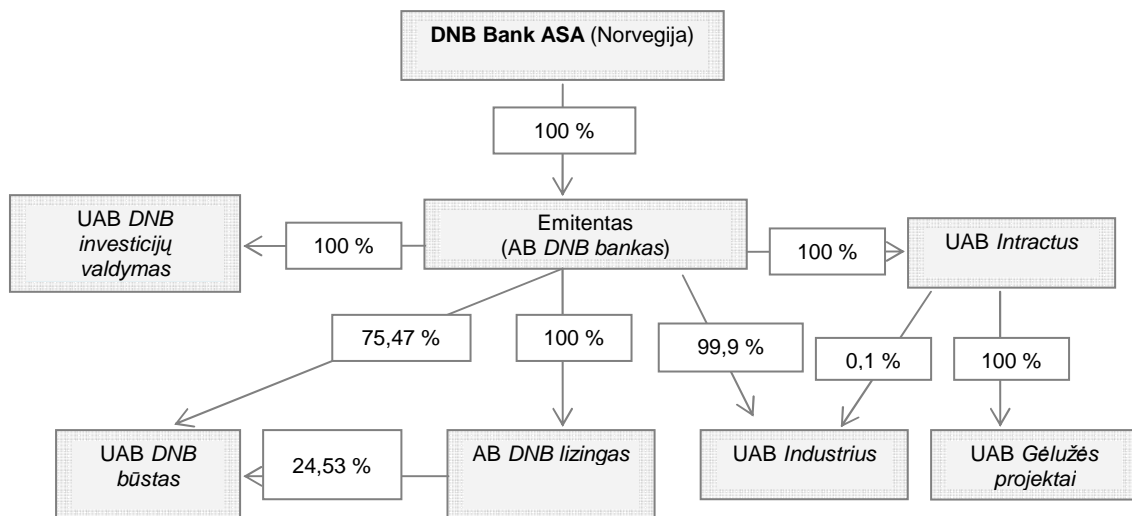 DNB Bank ASA (Norvegija)
100 %
UAB DNB
investicijų
valdymas
100 %
Emitentas
(AB DNB bankas)
100 %
UAB Intractus
75,47 %
100 %
99,9 %
0,1 %
100 %
UAB DNB
būstas
24,53 %
AB DNB lizingas
UAB Industrius
UAB Gėlužės
projektai